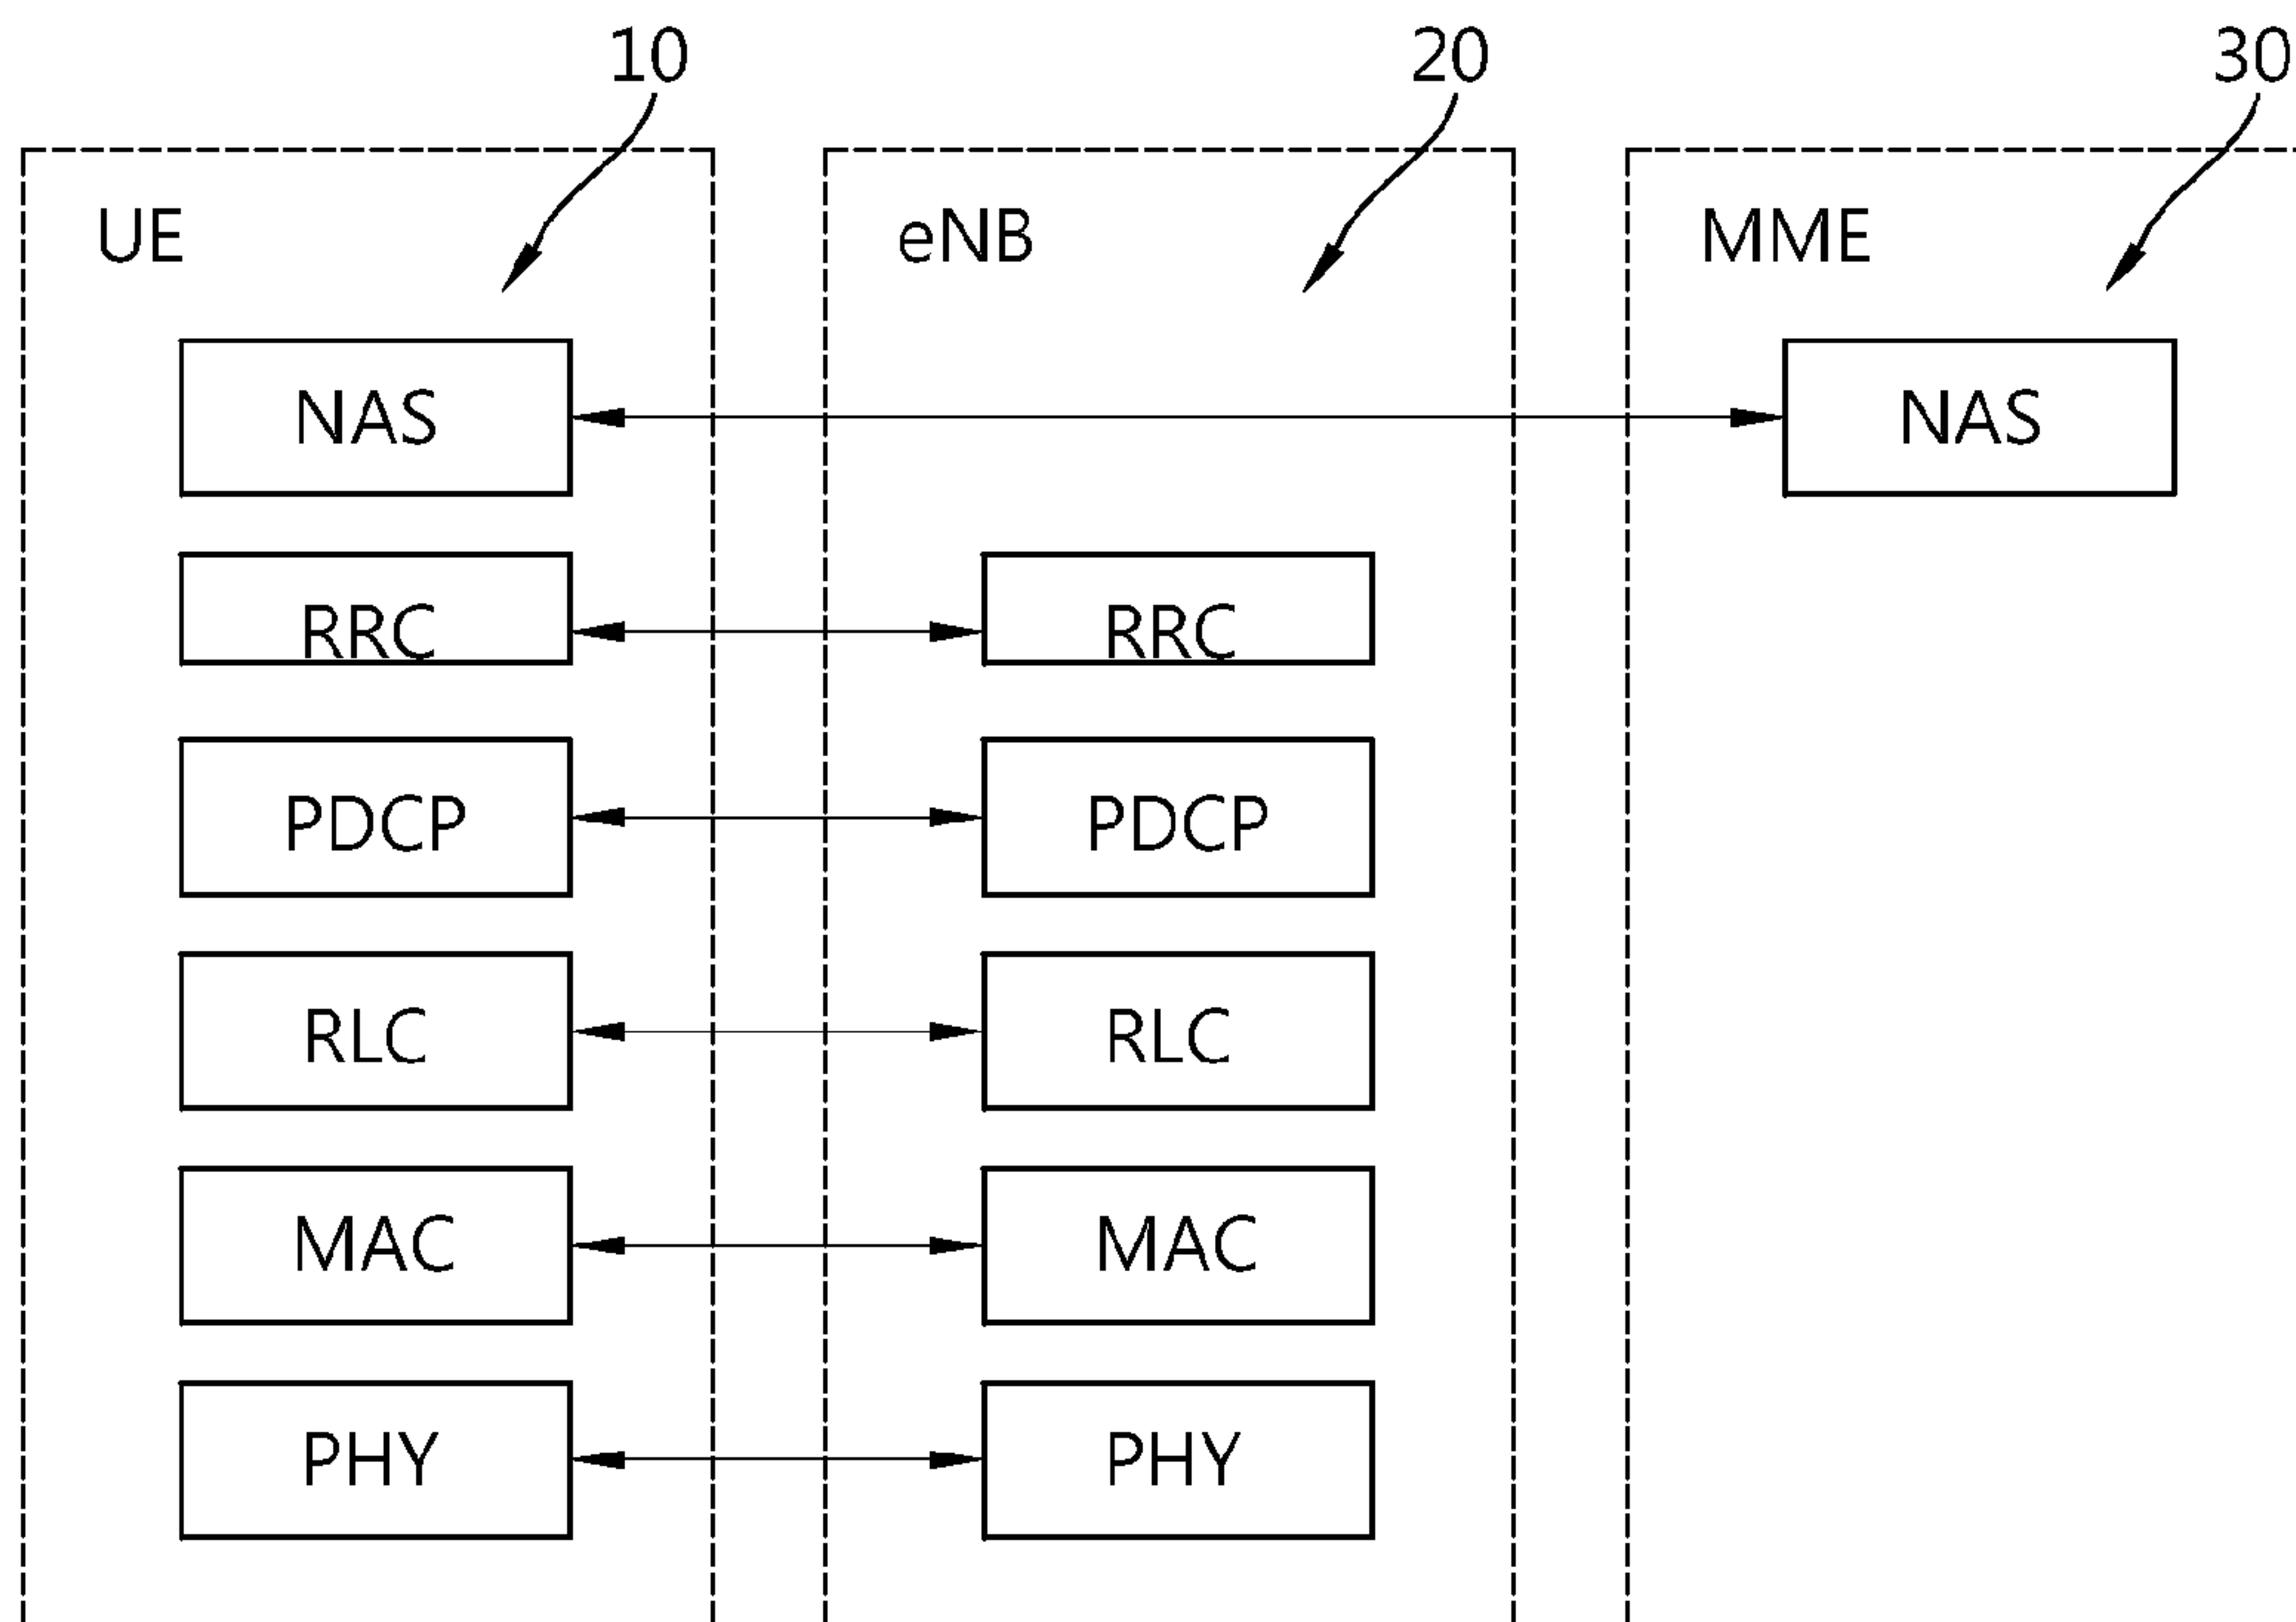 10 20 30
UE eNB MME
NAS NAS
RRC RRC
PDCP PDCP
RLC RLC
MAC MAC
PHY PHY